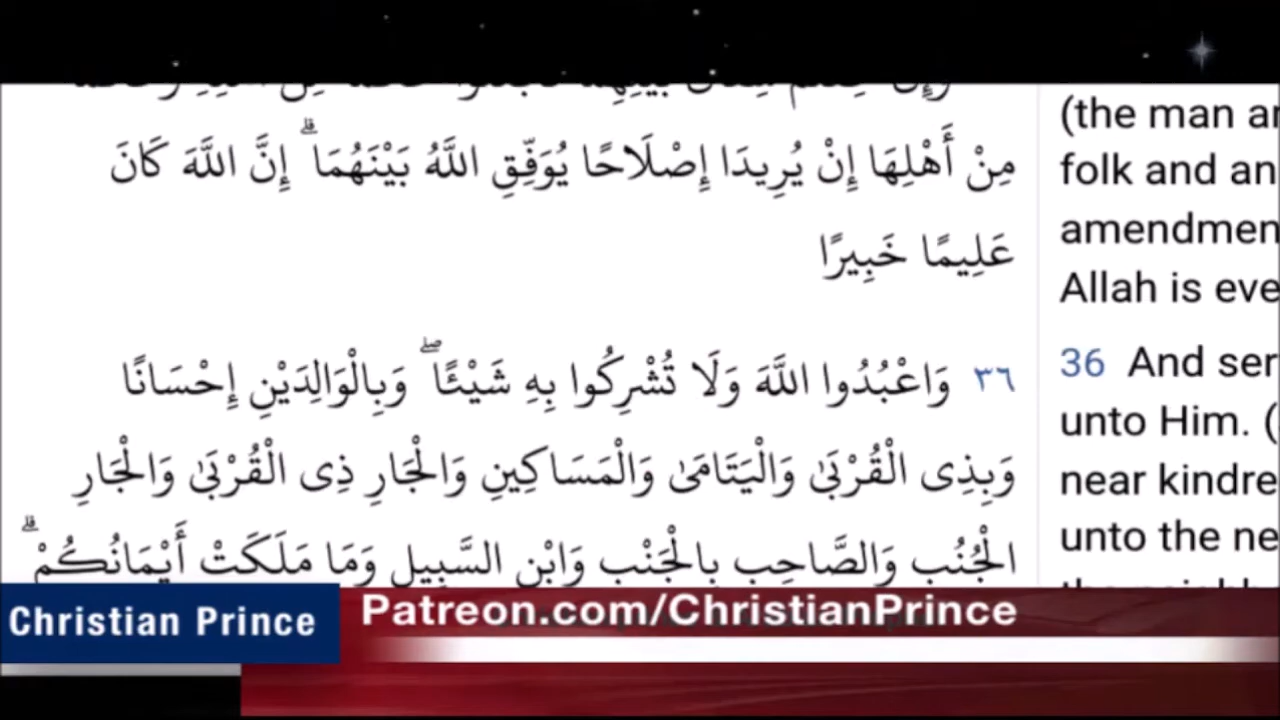 مِنْ أَهْلِهَا إِنْ يُرِيدَا إِصْلَاحًا يُوَفِّقِ اللَّهُ بَيْنَهُمَا ۗ إِنَّ اللَّهَ كَانَ
عَلِيمًا خَبِيرًا
٣٦ وَاعْبُدُوا اللَّهَ وَلَا تُشْرِكُوا بِهِ شَيْئًا ۖ وَبِالْوَالِدَيْنِ إِحْسَانًا
وَبِذِى الْقُرْبَىٰ وَالْيَتَامَىٰ وَالْمَسَاكِينِ وَالْجَارِ ذِى الْقُرْبَىٰ وَالْجَارِ
الْجُنُبِ وَالصَّاحِبِ بِالْجَنْبِ وَابْنِ السَّبِيلِ وَمَا مَلَكَتْ أَيْمَانُكُمْ ۗ
(the man an
folk and an
amendmen
Allah is eve
36 And ser
unto Him. (
near kindre
unto the ne
Christian Prince
Patreon.com/ChristianPrince